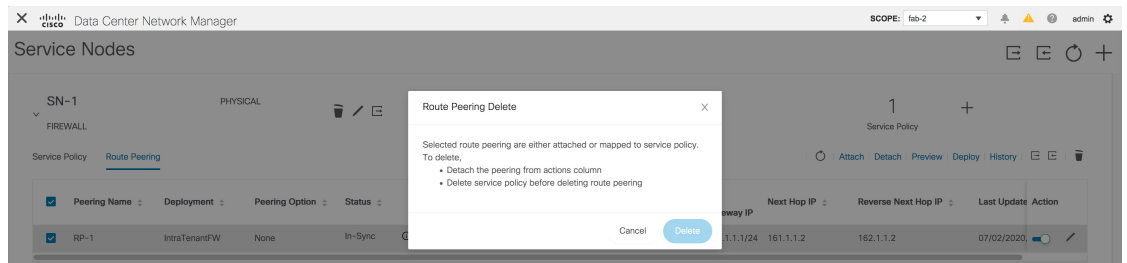 cisco Data Center Network Manager
SCOPE: fab-2
admin
Service Nodes
SN-1
PHYSICAL
FIREWALL
1
Service Policy
Service Policy Route Peering
Attach Detach Preview Deploy History
Route Peering Delete
Selected route peering are either attached or mapped to service policy.
To delete,
• Detach the peering from actions column
• Delete service policy before deleting route peering
Cancel Delete
Peering Name Deployment Peering Option Status eway IP Next Hop IP Reverse Next Hop IP Last Update Action
RP-1 IntraTenantFW None In-Sync .1.1.1/24 161.1.1.2 162.1.1.2 07/02/2020,